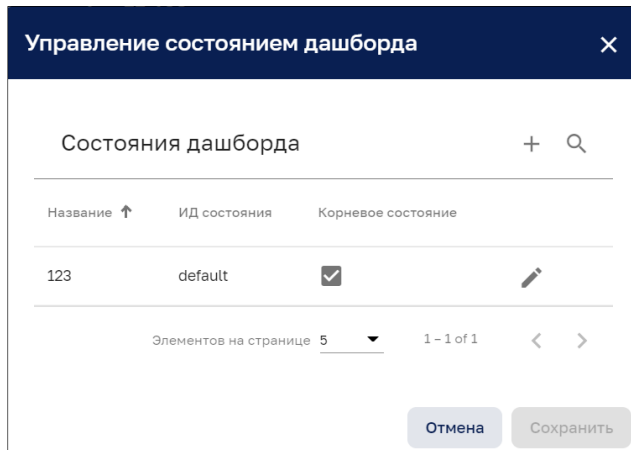 Управление состоянием дашборда
Состояния дашборда
Название ИД состояния Корневое состояние
123 default
Элементов на странице 5 1 – 1 of 1
Отмена Сохранить